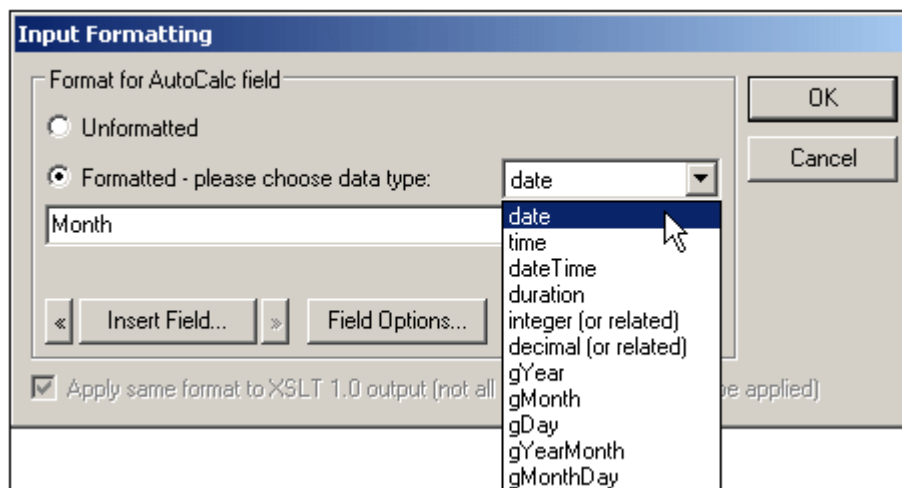 Input Formatting
Format for AutoCalc field
Unformatted
Formatted - please choose data type:
date
Month
« Insert Field... » Field Options...
Apply same format to XSLT 1.0 output (not all
be applied)
OK
Cancel
date
time
dateTime
duration
integer (or related)
decimal (or related)
gYear
gMonth
gDay
gYearMonth
gMonthDay